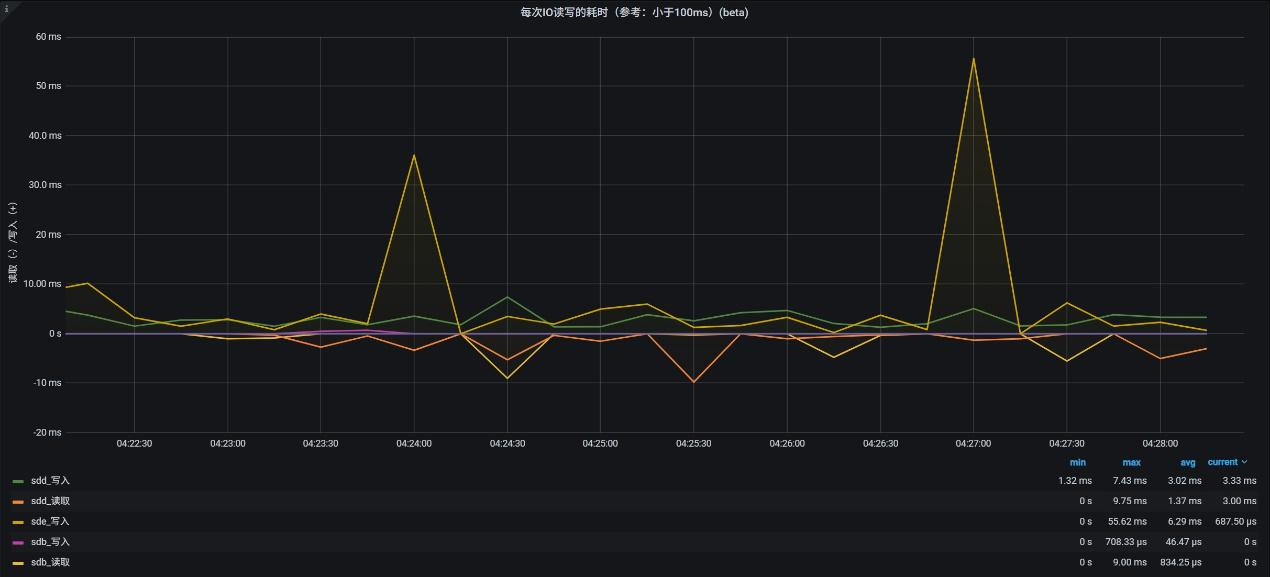 i
每次IO读写的耗时（参考：小于100ms）(beta)
读取（-）/写入（+）
60 ms
50 ms
40.0 ms
30.0 ms
20 ms
10.00 ms
0 s
-10 ms
-20 ms
04:22:30 04:23:00 04:23:30 04:24:00 04:24:30 04:25:00 04:25:30 04:26:00 04:26:30 04:27:00 04:27:30 04:28:00
min max avg current
sdd_写入 1.32 ms 7.43 ms 3.02 ms 3.33 ms
sdd_读取 0 s 9.75 ms 1.37 ms 3.00 ms
sde_写入 0 s 55.62 ms 6.29 ms 687.50 µs
sdb_写入 0 s 708.33 µs 46.47 µs 0 s
sdb_读取 0 s 9.00 ms 834.25 µs 0 s